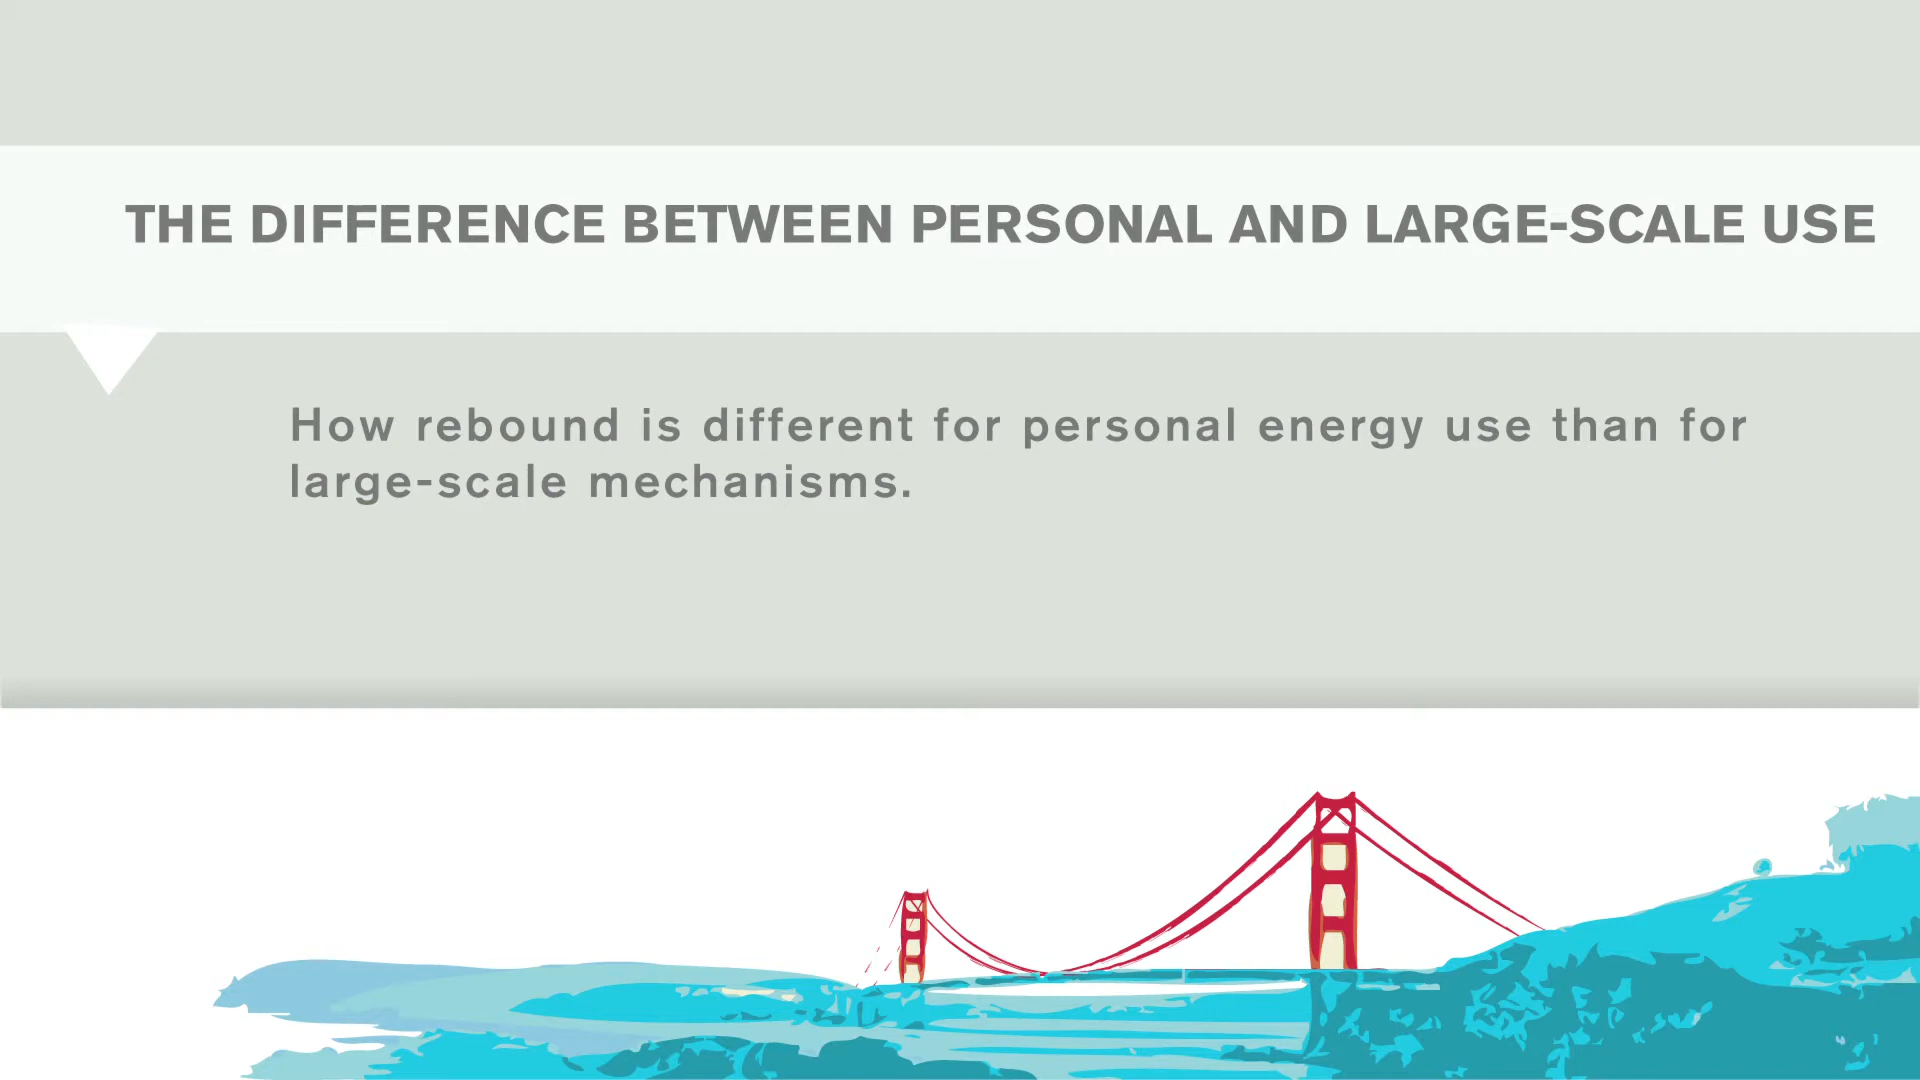 THE DIFFERENCE BETWEEN PERSONAL AND LARGE-SCALE USE
How rebound is different for personal energy use than for
large-scale mechanisms.